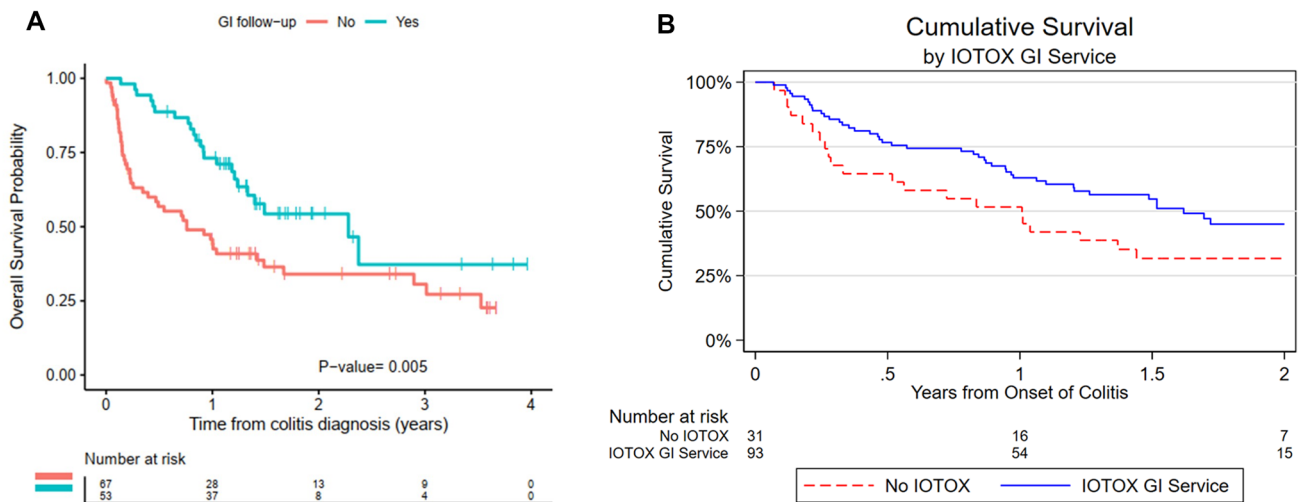 A
GI follow-up No Yes
Overall Survival Probability
1.00
0.75
0.50
0.25
0.00
P-value= 0.005
0 1 2 3 4
Time from colitis diagnosis (years)
Number at risk
67 28 13 9 0
53 37 8 4 0
B
Cumulative Survival
by IOTOX GI Service
Cumulative Survival
100%
75%
50%
25%
0%
0 .5 1 1.5 2
Years from Onset of Colitis
Number at risk
No IOTOX 31 16 7
IOTOX GI Service 93 54 15
No IOTOX IOTOX GI Service